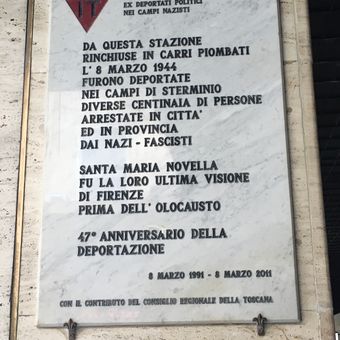 IT
EX DEPORTATI POLITICI
NEI CAMPI NAZISTI
DA QUESTA STAZIONE
RINCHIUSE IN CARRI PIOMBATI
L' 8 MARZO 1944
FURONO DEPORTATE
NEI CAMPI DI STERMINIO
DIVERSE CENTINAIA DI PERSONE
ARRESTATE IN CITTA'
ED IN PROVINCIA
DAI NAZI - FASCISTI
SANTA MARIA NOVELLA
FU LA LORO ULTIMA VISIONE
DI FIRENZE
PRIMA DELL' OLOCAUSTO
47° ANNIVERSARIO DELLA
DEPORTAZIONE
8 MARZO 1991 - 8 MARZO 2011
CON IL CONTRIBUTO DEL CONSIGLIO REGIONALE DELLA TOSCANA